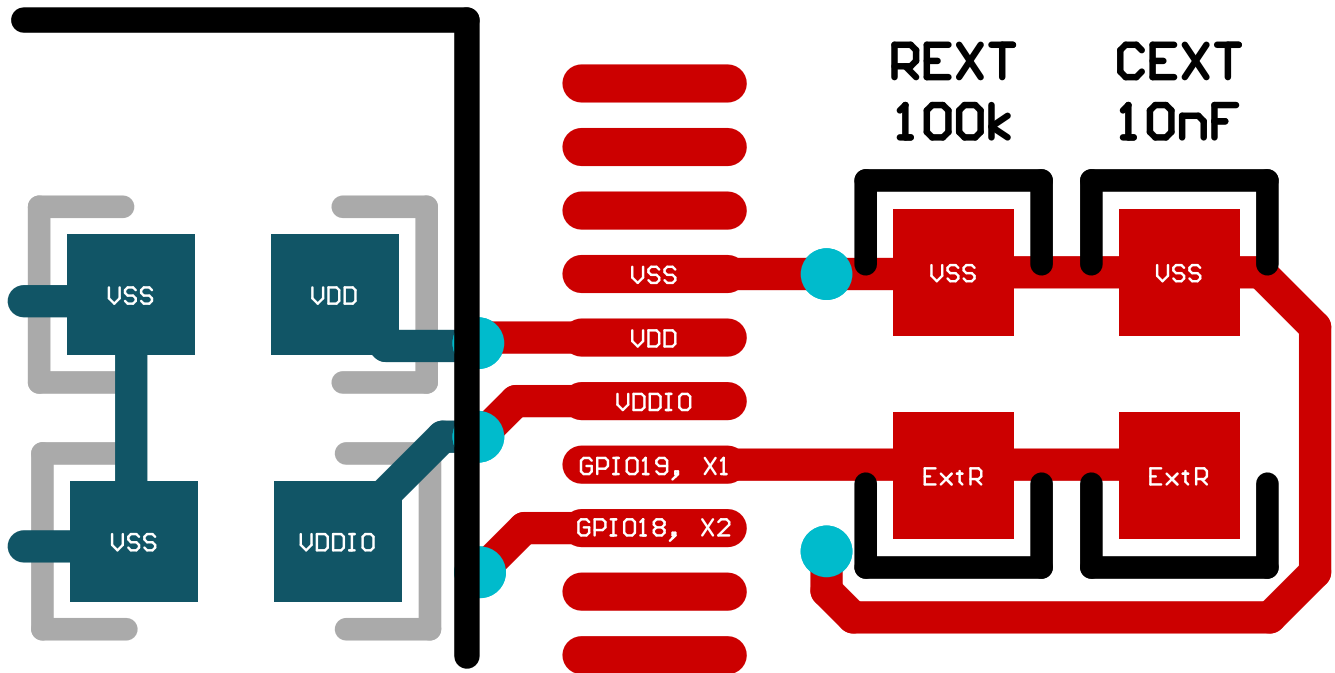 REXT
100k
CEXT
10nF
VSS
VDD
VSS
VDDIO
VSS
VDD
VDDIO
GPIO19, X1
GPIO18, X2
VSS
VSS
ExtR
ExtR